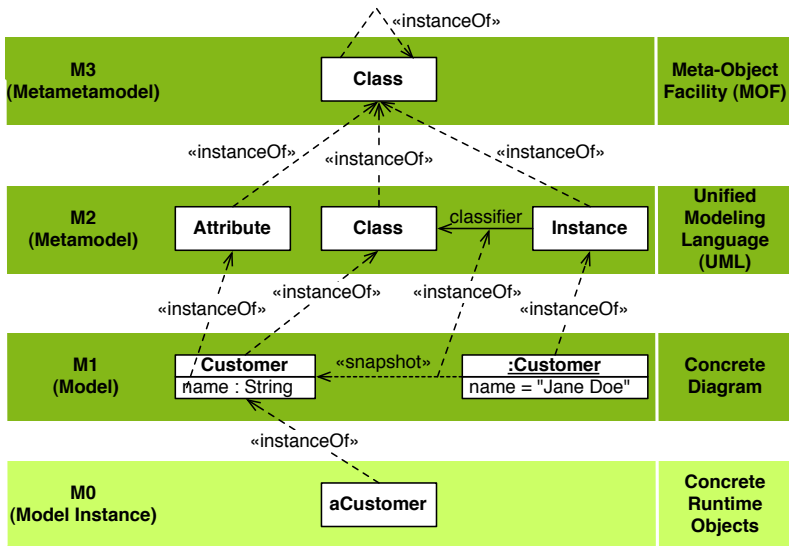 «instanceOf»
M3
(Metametamodel)
Class
Meta-Object
Facility (MOF)
«instanceOf»
«instanceOf»
«instanceOf»
M2
(Metamodel)
Attribute
Class
classifier
Instance
Unified
Modeling
Language
(UML)
«instanceOf»
«instanceOf»
«instanceOf»
«instanceOf»
M1
(Model)
Customer
name : String
«snapshot»
:Customer
name = "Jane Doe"
Concrete
Diagram
«instanceOf»
M0
(Model Instance)
aCustomer
Concrete
Runtime
Objects